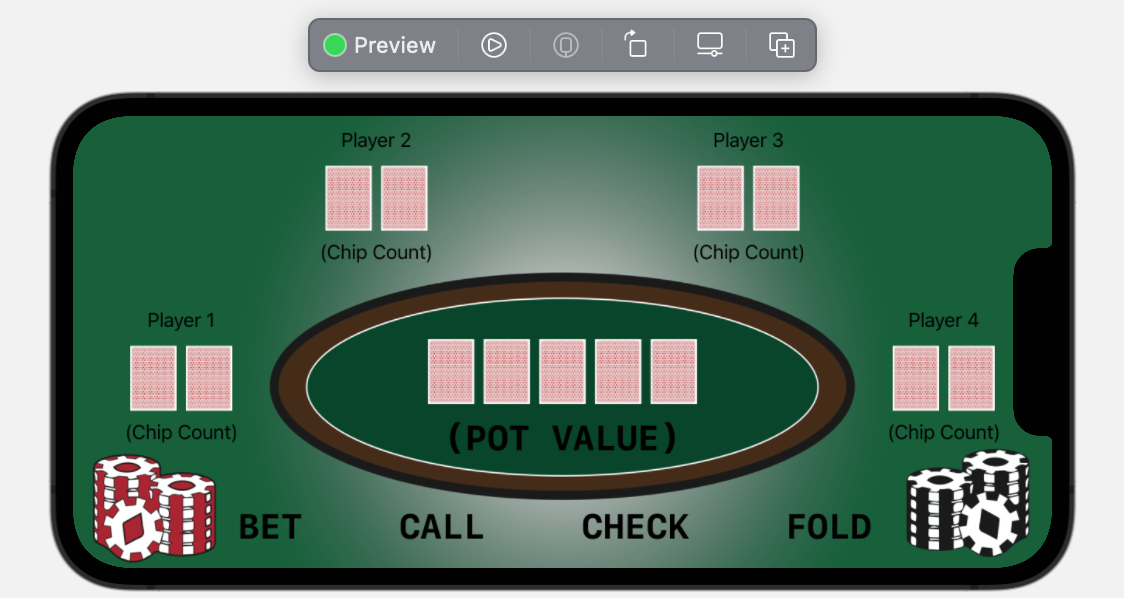 Preview
Player 2
Player 3
(Chip Count)
(Chip Count)
Player 1
Player 4
(POT VALUE)
(Chip Count)
(Chip Count)
BET
CALL
CHECK
FOLD